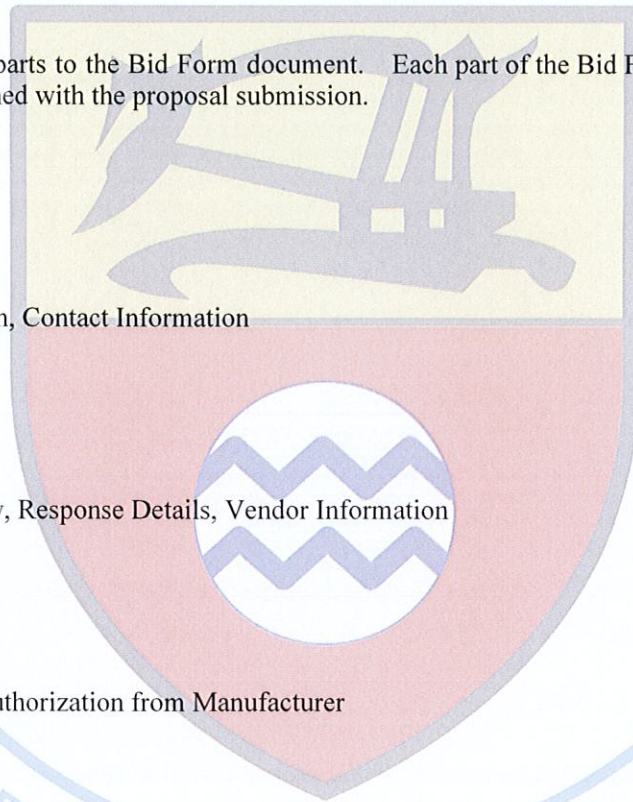 parts to the Bid Form document. Each part of the Bid F
ned with the proposal submission.
n, Contact Information
, Response Details, Vendor Information
uthorization from Manufacturer